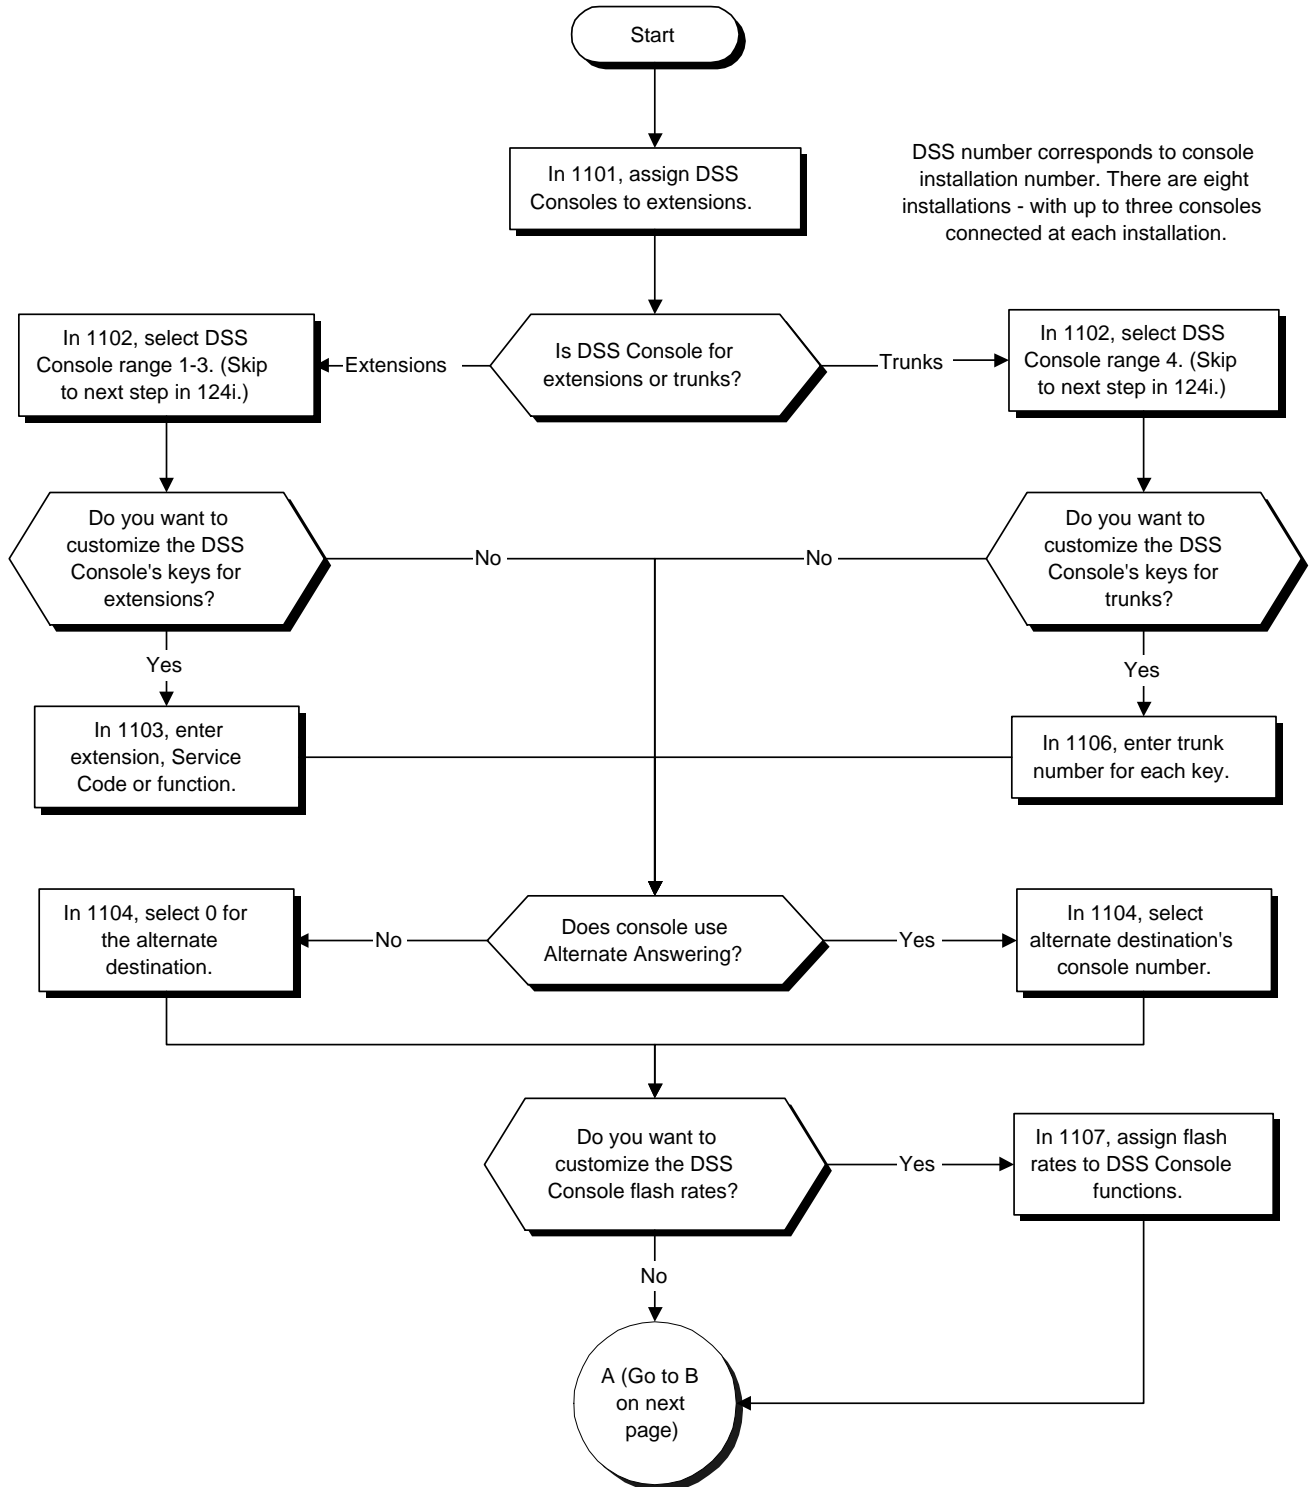 Start
In 1101, assign DSS
Consoles to extensions.
DSS number corresponds to console
installation number. There are eight
installations - with up to three consoles
connected at each installation.
In 1102, select DSS
Console range 1-3. (Skip
to next step in 124i.)
Extensions
Is DSS Console for
extensions or trunks?
Trunks
In 1102, select DSS
Console range 4. (Skip
to next step in 124i.)
Do you want to
customize the DSS
Console's keys for
extensions?
No
No
Do you want to
customize the DSS
Console's keys for
trunks?
Yes
Yes
In 1103, enter
extension, Service
Code or function.
In 1106, enter trunk
number for each key.
In 1104, select 0 for
the alternate
destination.
No
Does console use
Alternate Answering?
Yes
In 1104, select
alternate destination's
console number.
Do you want to
customize the DSS
Console flash rates?
Yes
In 1107, assign flash
rates to DSS Console
functions.
No
A (Go to B
on next
page)